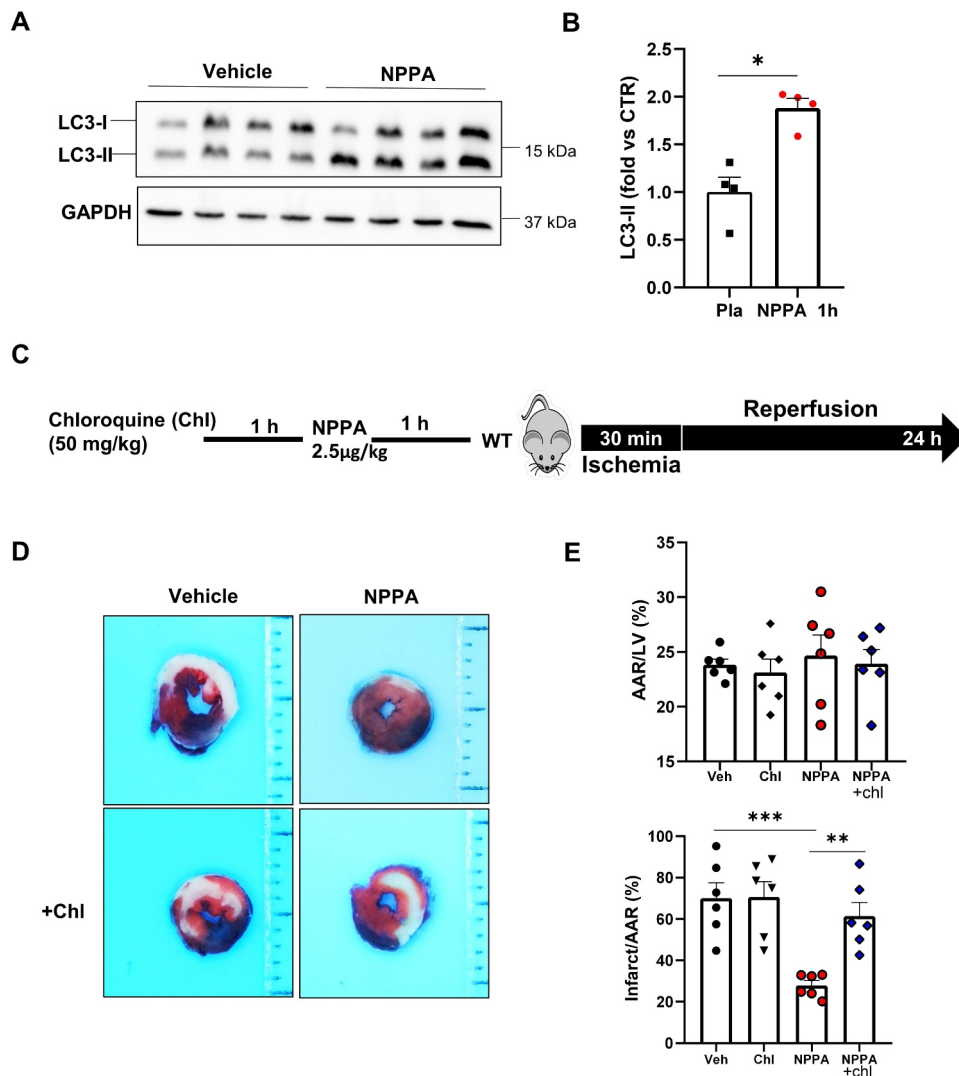 A
Vehicle NPPA
LC3-I
LC3-II
15 kDa
GAPDH
37 kDa
B
LC3-II (fold vs CTR)
2.5
2.0
1.5
1.0
0.5
0.0
*
Pla NPPA 1h
C
Chloroquine (Chl)
(50 mg/kg)
1 h
NPPA
2.5µg/kg
1 h
WT
30 min
Ischemia
Reperfusion
24 h
D
Vehicle NPPA
+Chl
E
AAR/LV (%)
35
30
25
20
15
Veh Chl NPPA NPPA
+chl
Infarct/AAR (%)
100
80
60
40
20
0
***
**
Veh Chl NPPA NPPA
+chl